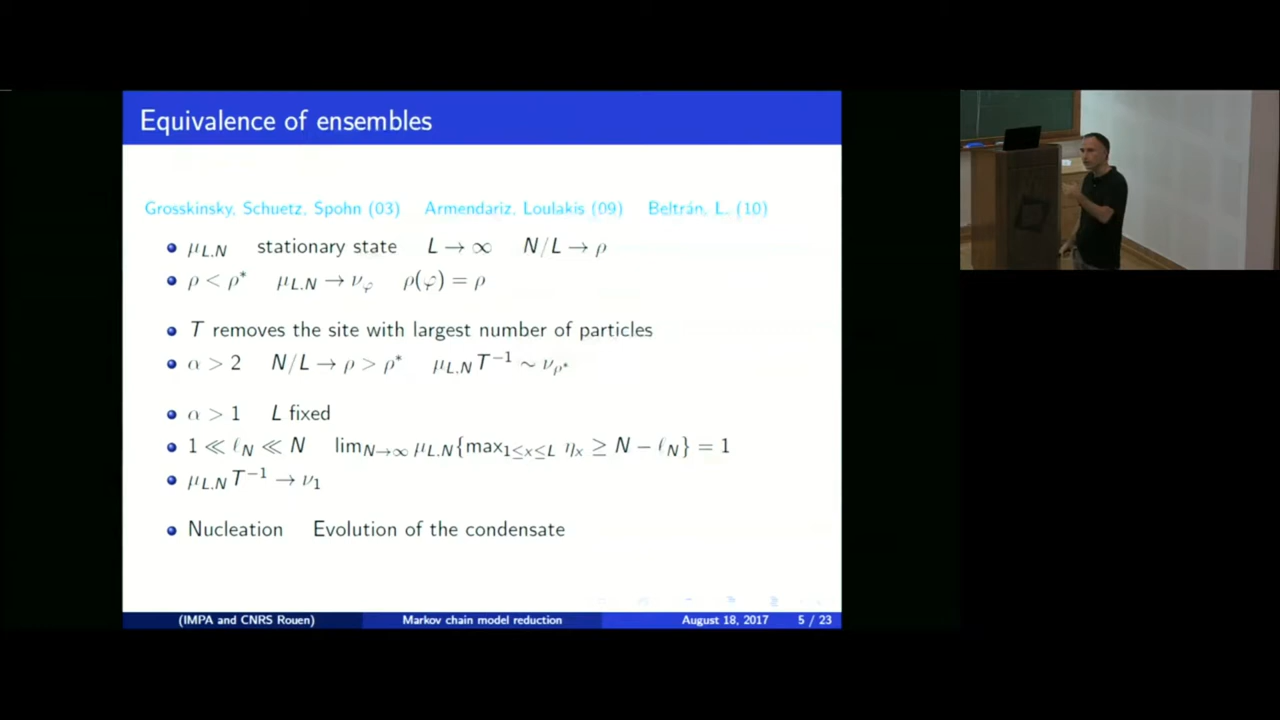 Equivalence of ensembles
Grosskinsky, Schuetz, Spohn (03) Armendariz, Loulakis (09) Beltrán, L. (10)
μ_{L,N} stationary state L → ∞ N/L → ρ
ρ < ρ* μ_{L,N} → ν_φ ρ(φ) = ρ
T removes the site with largest number of particles
α > 2 N/L → ρ > ρ* μ_{L,N} T⁻¹ ~ ν_{ρ*}
α > 1 L fixed
1 ≪ ℓ_N ≪ N lim_{N→∞} μ_{L,N}{max_{1≤x≤L} η_x ≥ N − ℓ_N} = 1
μ_{L,N} T⁻¹ → ν₁
Nucleation Evolution of the condensate
(IMPA and CNRS Rouen) Markov chain model reduction August 18, 2017 5 / 23